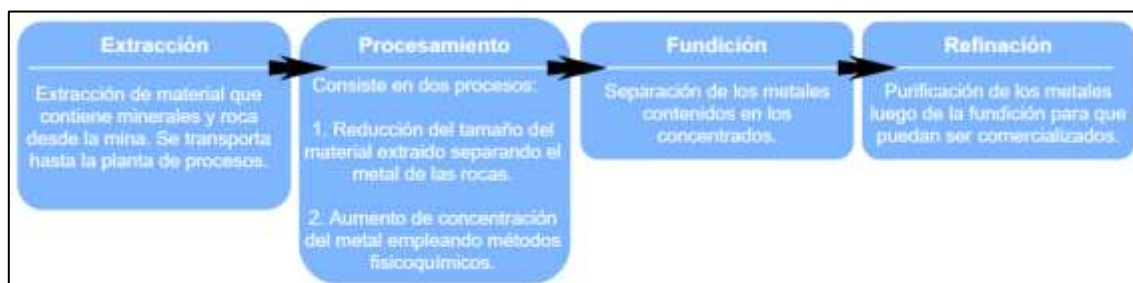 Extracción
Extracción de material que
contiene minerales y roca
desde la mina. Se transporta
hasta la planta de procesos.
Procesamiento
Consiste en dos procesos:
1. Reducción del tamaño del
material extraido separando el
metal de las rocas.
2. Aumento de concentración
del metal empleando métodos
fisicoquímicos.
Fundición
Separación de los metales
contenidos en los
concentrados.
Refinación
Purificación de los metales
luego de la fundición para que
puedan ser comercializados.